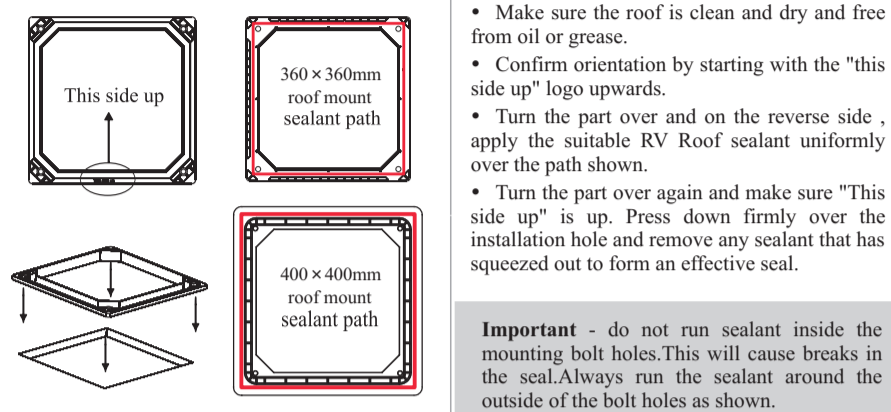 This side up
360×360mm
roof mount
sealant path
400×400mm
roof mount
sealant path
• Make sure the roof is clean and dry and free
from oil or grease.
• Confirm orientation by starting with the "this
side up" logo upwards.
• Turn the part over and on the reverse side ,
apply the suitable RV Roof sealant uniformly
over the path shown.
• Turn the part over again and make sure "This
side up" is up. Press down firmly over the
installation hole and remove any sealant that has
squeezed out to form an effective seal.
Important - do not run sealant inside the
mounting bolt holes.This will cause breaks in
the seal.Always run the sealant around the
outside of the bolt holes as shown.